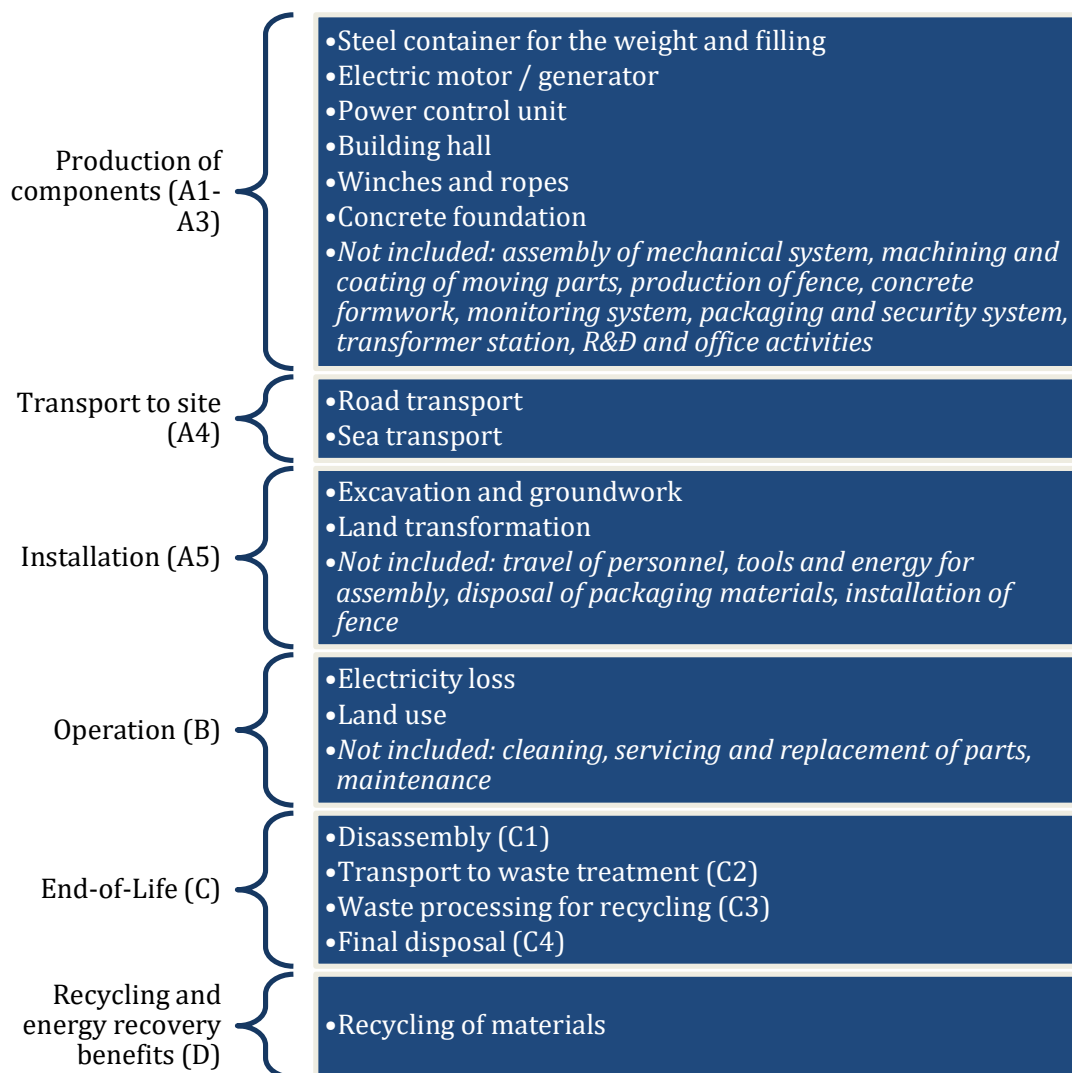 Production of
components (A1-
A3)
•Steel container for the weight and filling
•Electric motor / generator
•Power control unit
•Building hall
•Winches and ropes
•Concrete foundation
•Not included: assembly of mechanical system, machining and
coating of moving parts, production of fence, concrete
formwork, monitoring system, packaging and security system,
transformer station, R&Đ and office activities
Transport to site
(A4)
•Road transport
•Sea transport
Installation (A5)
•Excavation and groundwork
•Land transformation
•Not included: travel of personnel, tools and energy for
assembly, disposal of packaging materials, installation of
fence
Operation (B)
•Electricity loss
•Land use
•Not included: cleaning, servicing and replacement of parts,
maintenance
End-of-Life (C)
•Disassembly (C1)
•Transport to waste treatment (C2)
•Waste processing for recycling (C3)
•Final disposal (C4)
Recycling and
energy recovery
benefits (D)
•Recycling of materials